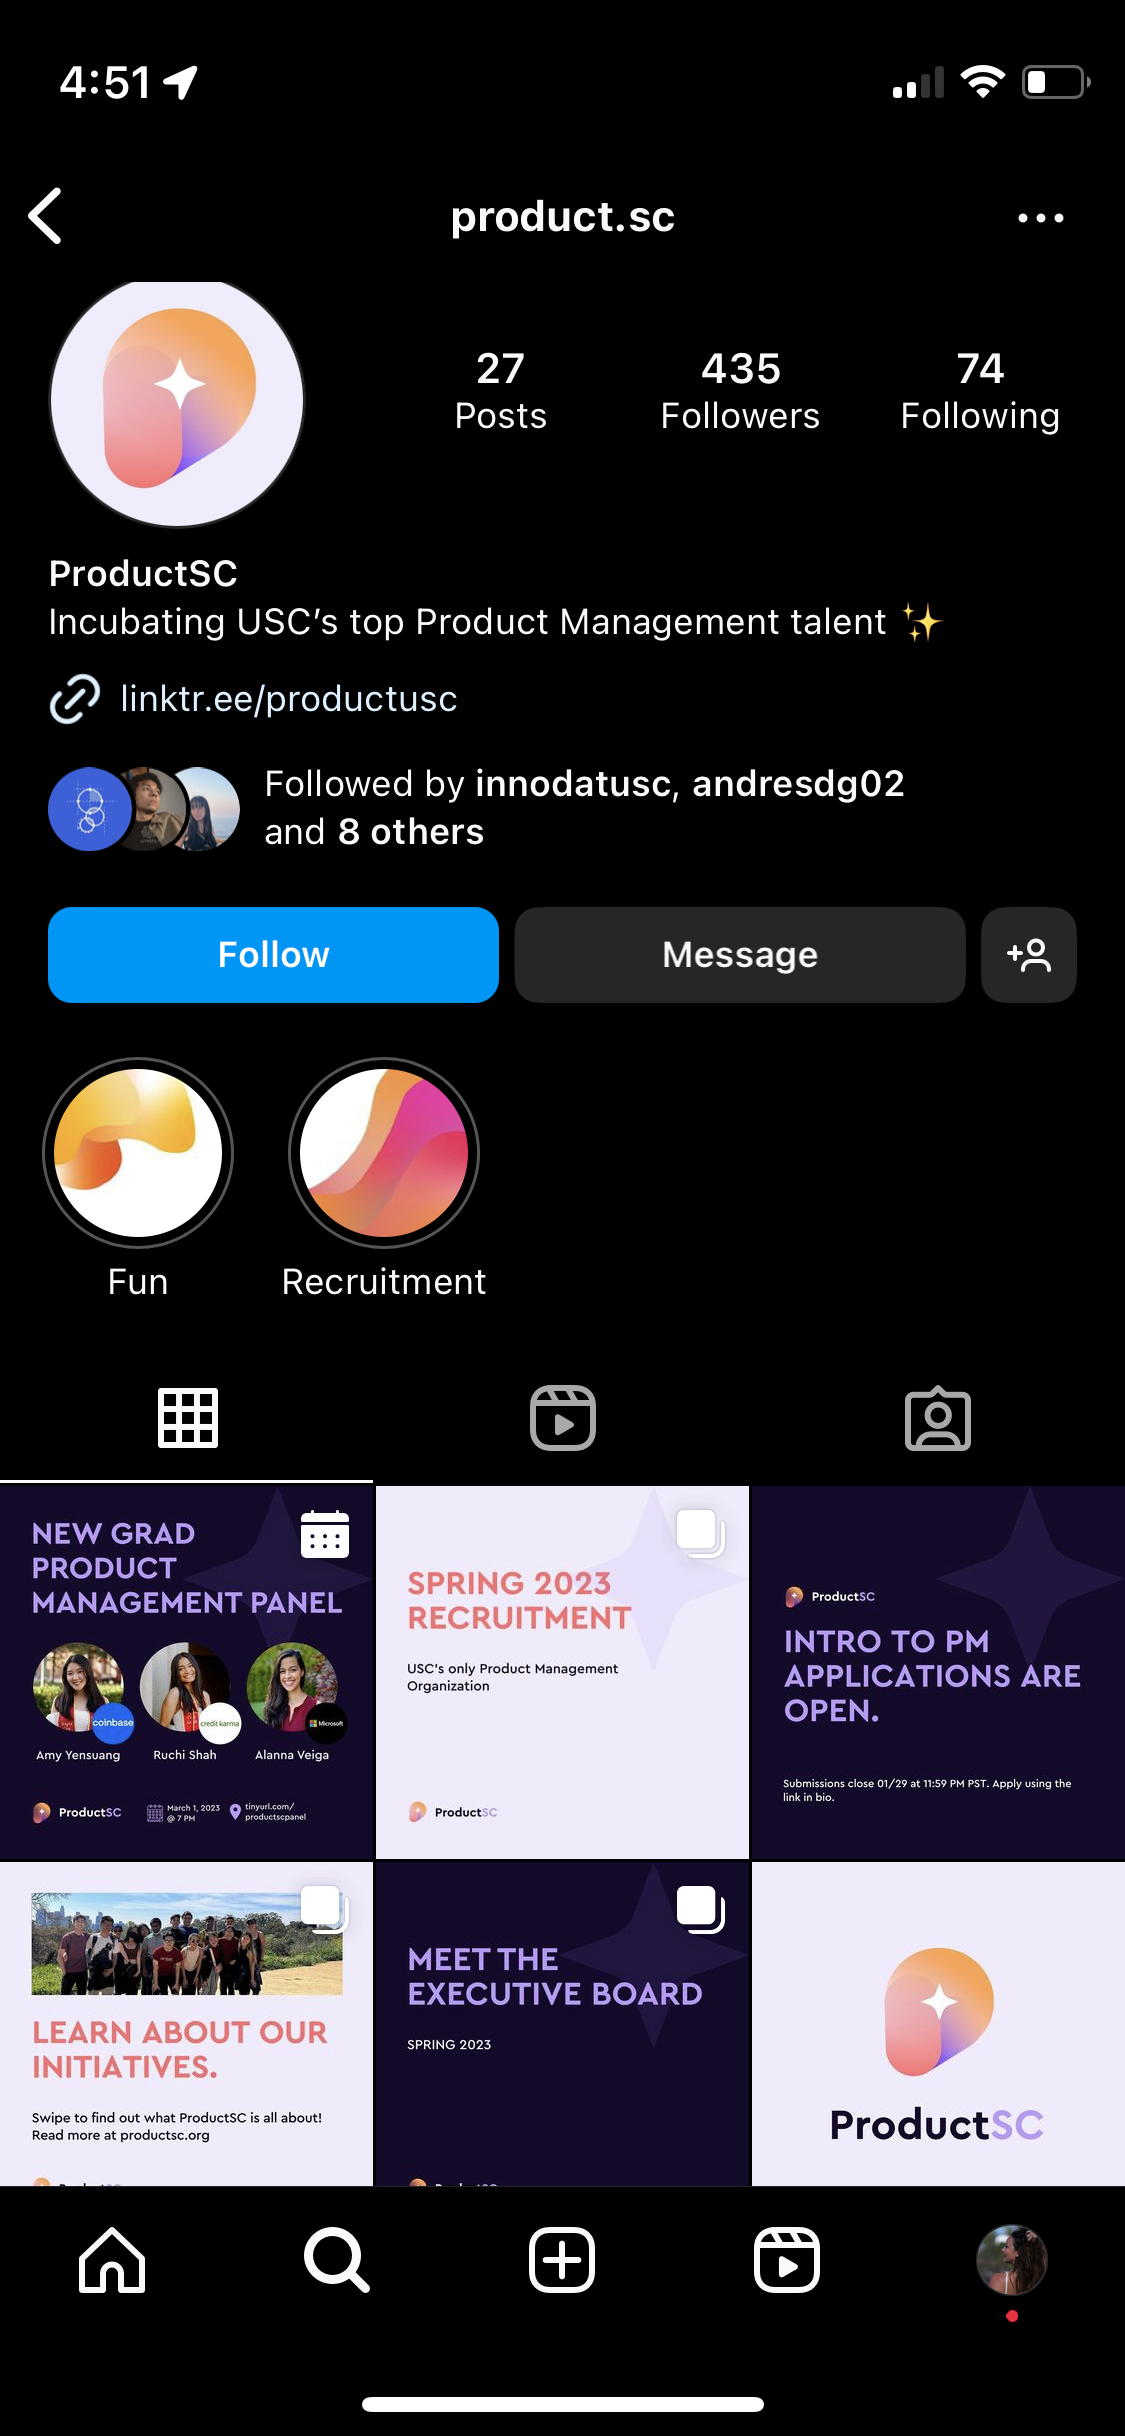 4:51
product.sc
27
Posts
435
Followers
74
Following
ProductSC
Incubating USC’s top Product Management talent ✨
linktr.ee/productusc
Followed by innodatusc, andresdg02
and 8 others
Follow
Message
Fun
Recruitment
NEW GRAD
PRODUCT
MANAGEMENT PANEL
coinbase
credit karma
Microsoft
Amy Yensuang
Ruchi Shah
Alanna Veiga
ProductSC
March 1, 2023
@ 7 PM
tinyurl.com/
productscpanel
SPRING 2023
RECRUITMENT
USC's only Product Management
Organization
ProductSC
ProductSC
INTRO TO PM
APPLICATIONS ARE
OPEN.
Submissions close 01/29 at 11:59 PM PST. Apply using the
link in bio.
LEARN ABOUT OUR
INITIATIVES.
Swipe to find out what ProductSC is all about!
Read more at productsc.org
MEET THE
EXECUTIVE BOARD
SPRING 2023
ProductSC